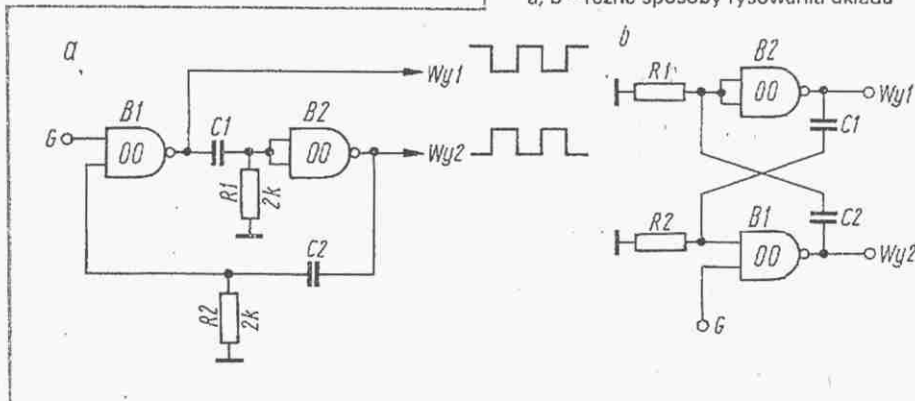 a, b – różne sposoby rysowania układu
a
B1
G
00
C1
R1
2k
B2
00
Wy1
Wy2
C2
R2
2k
b
R1
B2
00
Wy1
C1
R2
B1
00
C2
Wy2
G